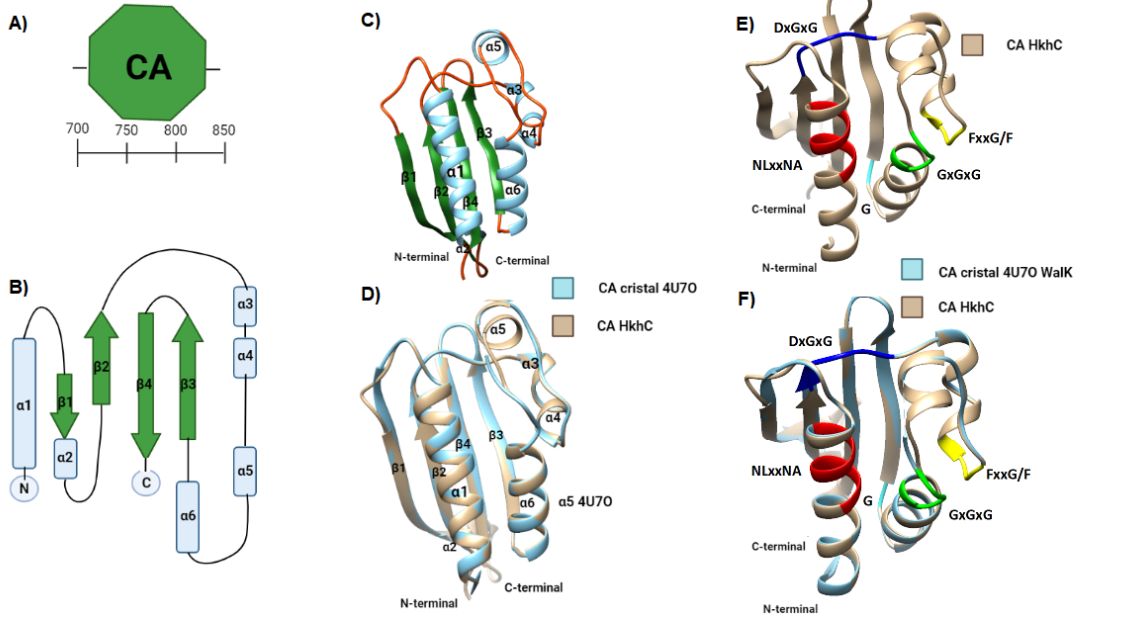 A)
CA
700 750 800 850
B)
α1
β1
α2
β2
β4
β3
α3
α4
α5
α6
N
C
C)
α5
α3
α4
β3
β1
α1
β2
β4
α6
α2
N-terminal
C-terminal
CA cristal 4U7O
CA HkhC
D)
α5
α3
α4
β3
β4
β1
β2
α1
α6
α5 4U7O
α2
C-terminal
N-terminal
E)
DxGxG
CA HkhC
FxxG/F
NLxxNA
GxGxG
C-terminal
G
N-terminal
CA cristal 4U7O WalK
CA HkhC
F)
DxGxG
NLxxNA
FxxG/F
G
GxGxG
C-terminal
N-terminal